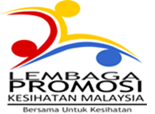 LEMBAGA
PROMOSI
KESIHATAN MALAYSIA
Bersama Untuk Kesihatan